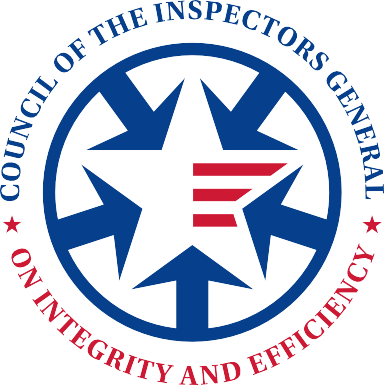 COUNCIL OF THE INSPECTORS GENERAL
ON INTEGRITY AND EFFICIENCY